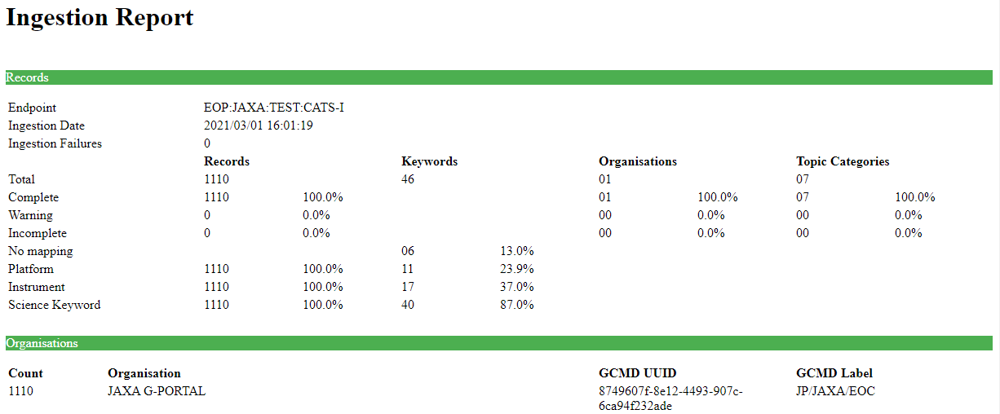 Ingestion Report
Records
Endpoint EOP:JAXA:TEST:CATS-I
Ingestion Date 2021/03/01 16:01:19
Ingestion Failures 0
Records Keywords Organisations Topic Categories
Total 1110 46 01 07
Complete 1110 100.0% 01 100.0% 07 100.0%
Warning 0 0.0% 00 0.0% 00 0.0%
Incomplete 0 0.0% 00 0.0% 00 0.0%
No mapping 06 13.0%
Platform 1110 100.0% 11 23.9%
Instrument 1110 100.0% 17 37.0%
Science Keyword 1110 100.0% 40 87.0%
Organisations
Count Organisation GCMD UUID GCMD Label
1110 JAXA G-PORTAL 8749607f-8e12-4493-907c- JP/JAXA/EOC
6ca94f232ade